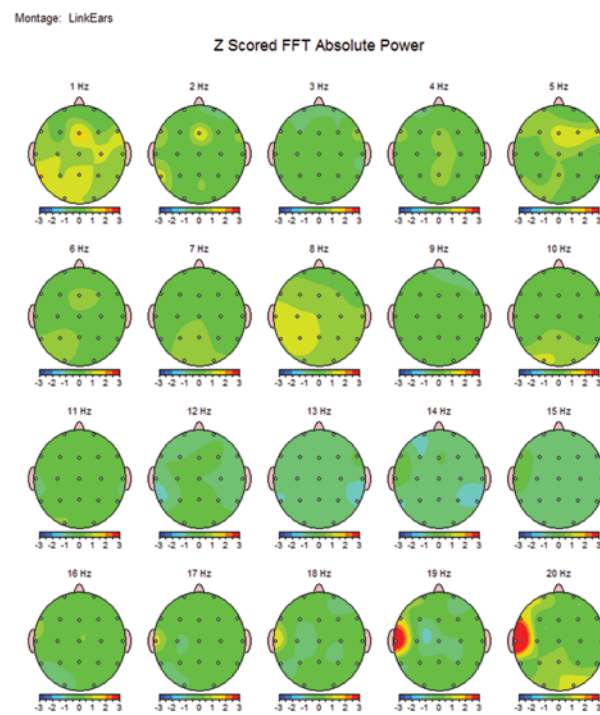 Montage: LinkEars
Z Scored FFT Absolute Power
1 Hz 2 Hz 3 Hz 4 Hz 5 Hz
-3 -2 -1 0 1 2 3 -3 -2 -1 0 1 2 3 -3 -2 -1 0 1 2 3 -3 -2 -1 0 1 2 3 -3 -2 -1 0 1 2 3
6 Hz 7 Hz 8 Hz 9 Hz 10 Hz
-3 -2 -1 0 1 2 3 -3 -2 -1 0 1 2 3 -3 -2 -1 0 1 2 3 -3 -2 -1 0 1 2 3 -3 -2 -1 0 1 2 3
11 Hz 12 Hz 13 Hz 14 Hz 15 Hz
-3 -2 -1 0 1 2 3 -3 -2 -1 0 1 2 3 -3 -2 -1 0 1 2 3 -3 -2 -1 0 1 2 3 -3 -2 -1 0 1 2 3
16 Hz 17 Hz 18 Hz 19 Hz 20 Hz
-3 -2 -1 0 1 2 3 -3 -2 -1 0 1 2 3 -3 -2 -1 0 1 2 3 -3 -2 -1 0 1 2 3 -3 -2 -1 0 1 2 3